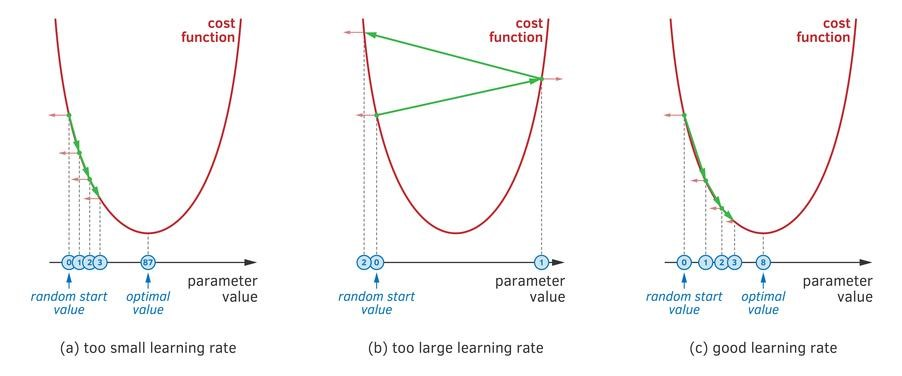 cost
function
0 1 2 3 87
parameter
value
random start
value
optimal
value
(a) too small learning rate
cost
function
2 0 1
parameter
value
random start
value
(b) too large learning rate
cost
function
0 1 2 3 8
parameter
value
random start
value
optimal
value
(c) good learning rate